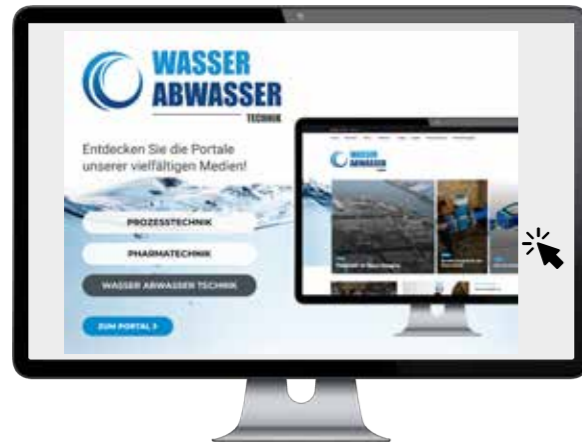 WASSER
ABWASSER
TECHNIK
Entdecken Sie die Portale
unserer vielfältigen Medien!
WASSER
ABWASSER
PROZESSTECHNIK
PHARMATECHNIK
WASSER ABWASSER TECHNIK
ZUM PORTAL >